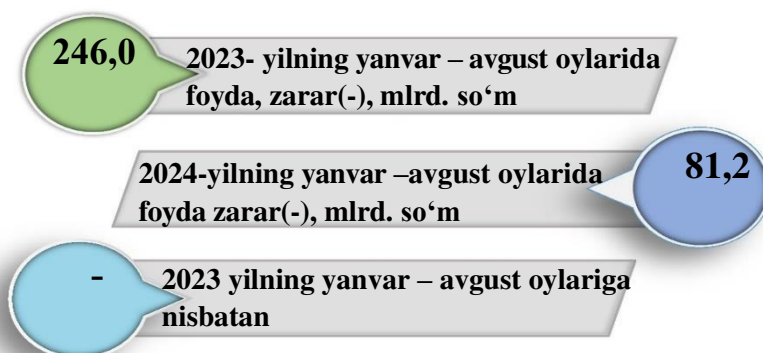 246,0
2023- yilning yanvar – avgust oylarida
foyda, zarar(-), mlrd. so‘m
2024-yilning yanvar –avgust oylarida
foyda zarar(-), mlrd. so‘m
81,2
-
2023 yilning yanvar – avgust oylariga
nisbatan